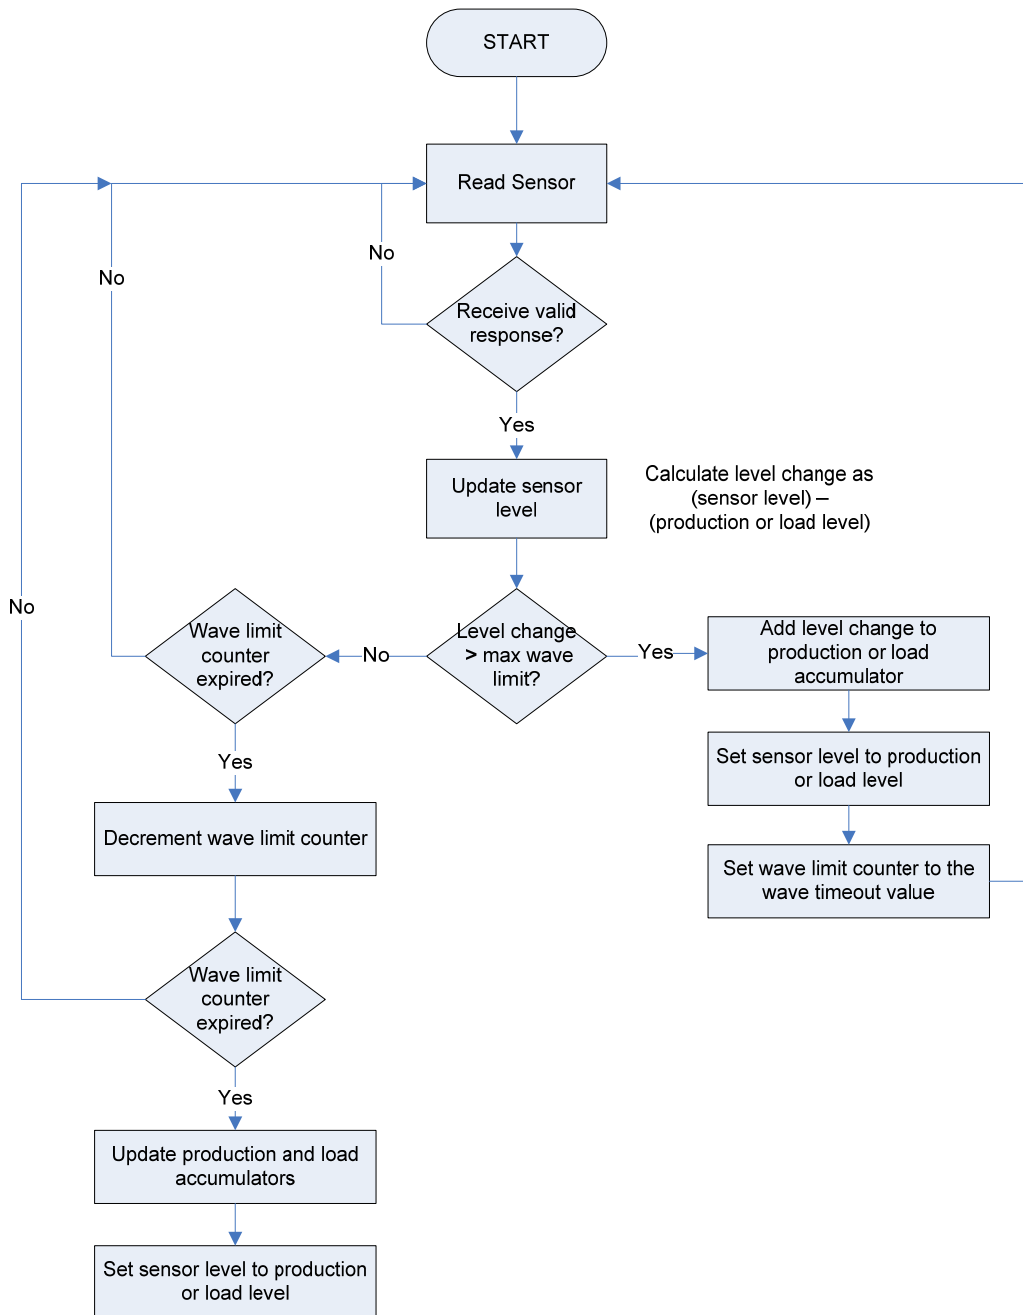 START
Read Sensor
No
No
Receive valid
response?
Yes
Update sensor
level
Calculate level change as
(sensor level) –
(production or load level)
No
Wave limit
counter
expired?
No
Level change
> max wave
limit?
Yes
Add level change to
production or load
accumulator
Yes
Set sensor level to production
or load level
Decrement wave limit counter
Set wave limit counter to the
wave timeout value
Wave limit
counter
expired?
Yes
Update production and load
accumulators
Set sensor level to production
or load level